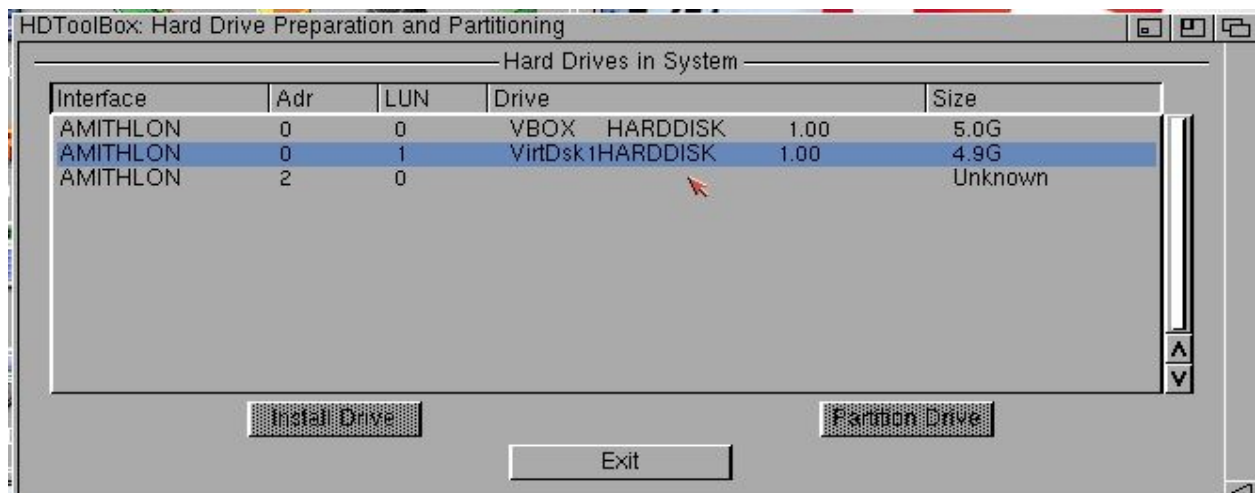 HDToolBox: Hard Drive Preparation and Partitioning
Hard Drives in System
Interface Adr LUN Drive Size
AMITHLON 0 0 VBOX HARDDISK 1.00 5.0G
AMITHLON 0 1 VirtDsk1HARDDISK 1.00 4.9G
AMITHLON 2 0 Unknown
Install Drive Partition Drive
Exit